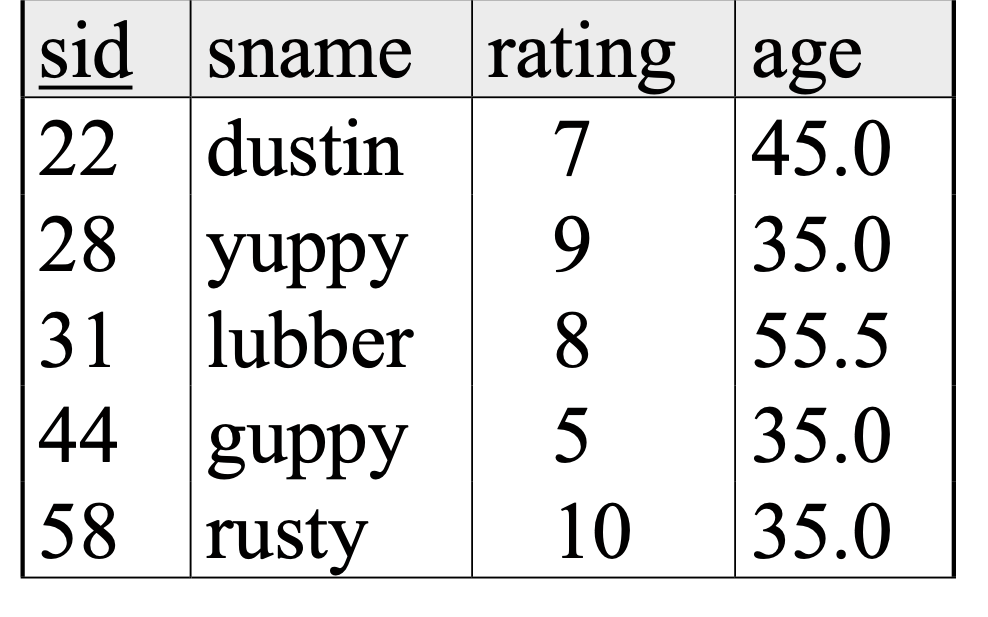 sid sname rating age
22 dustin 7 45.0
28 yuppy 9 35.0
31 lubber 8 55.5
44 guppy 5 35.0
58 rusty 10 35.0